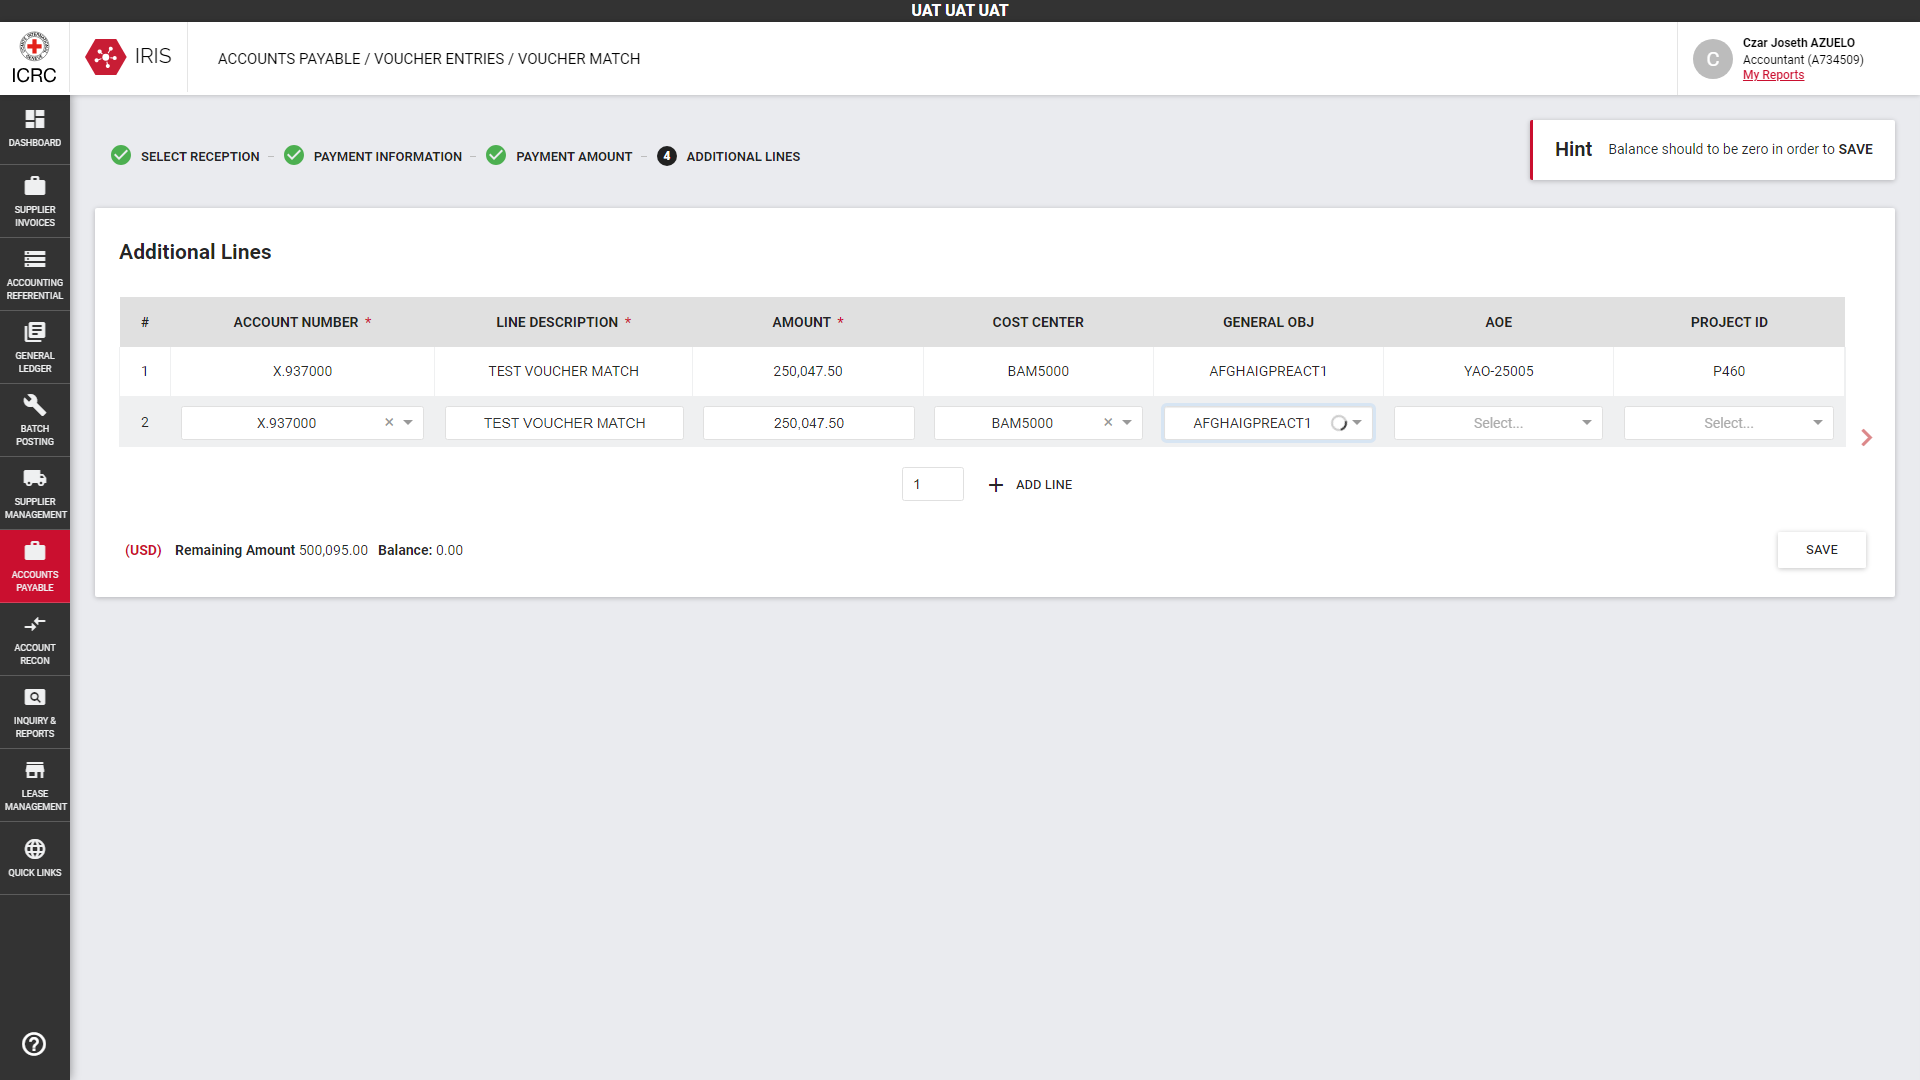 UAT UAT UAT
ICRC
IRIS
ACCOUNTS PAYABLE / VOUCHER ENTRIES / VOUCHER MATCH
C
Czar Joseth AZUELO
Accountant (A734509)
My Reports
DASHBOARD
SUPPLIER
INVOICES
ACCOUNTING
REFERENTIAL
GENERAL
LEDGER
BATCH
POSTING
SUPPLIER
MANAGEMENT
ACCOUNTS
PAYABLE
ACCOUNT
RECON
INQUIRY &
REPORTS
LEASE
MANAGEMENT
QUICK LINKS
SELECT RECEPTION – PAYMENT INFORMATION – PAYMENT AMOUNT – 4 ADDITIONAL LINES
Hint Balance should to be zero in order to SAVE
Additional Lines
# ACCOUNT NUMBER * LINE DESCRIPTION * AMOUNT * COST CENTER GENERAL OBJ AOE PROJECT ID
1 X.937000 TEST VOUCHER MATCH 250,047.50 BAM5000 AFGHAIGPREACT1 YAO-25005 P460
2 X.937000 × TEST VOUCHER MATCH 250,047.50 BAM5000 × AFGHAIGPREACT1 Select... Select...
1 + ADD LINE
(USD) Remaining Amount 500,095.00 Balance: 0.00
SAVE